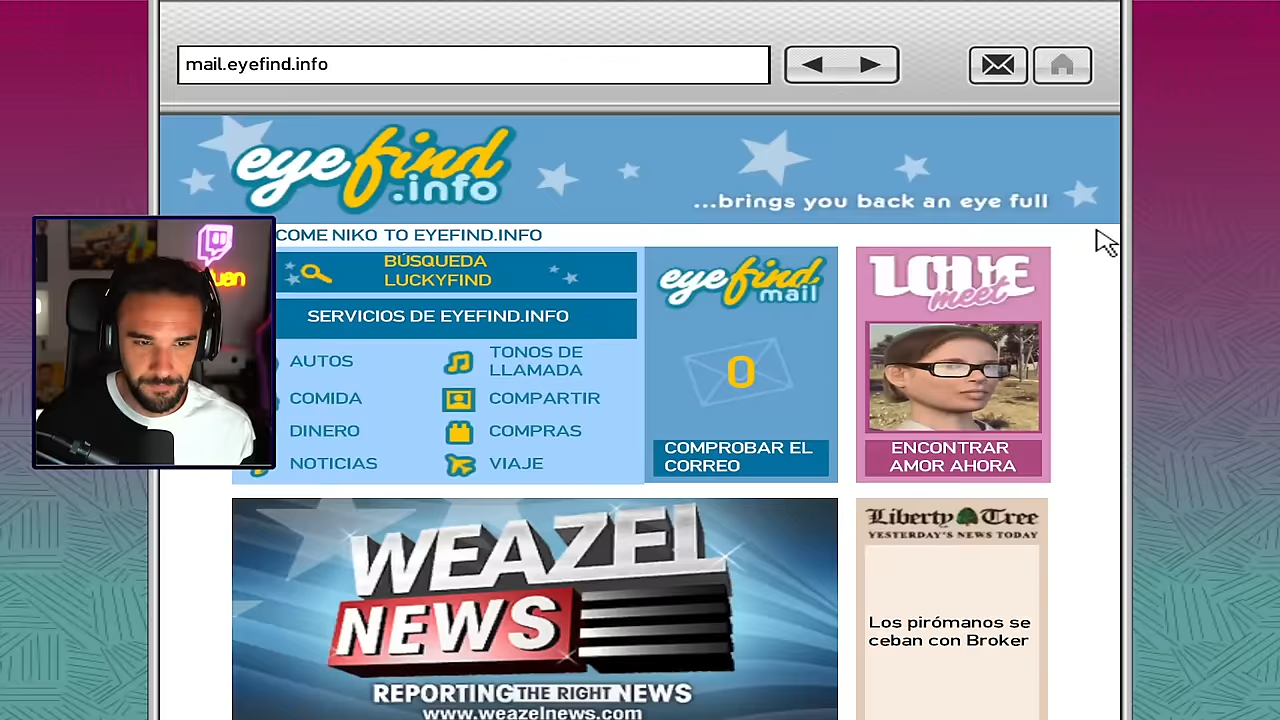 mail.eyefind.info
eyefind
.info
...brings you back an eye full
COME NIKO TO EYEFIND.INFO
BÚSQUEDA
LUCKYFIND
SERVICIOS DE EYEFIND.INFO
AUTOS
TONOS DE
LLAMADA
COMIDA
COMPARTIR
DINERO
COMPRAS
NOTICIAS
VIAJE
eyefind
mail
0
COMPROBAR EL
CORREO
LOVE
meet
ENCONTRAR
AMOR AHORA
uan
WEAZEL
NEWS
REPORTING THE RIGHT NEWS
www.weazelnews.com
Liberty Tree
YESTERDAY'S NEWS TODAY
Los pirómanos se
ceban con Broker